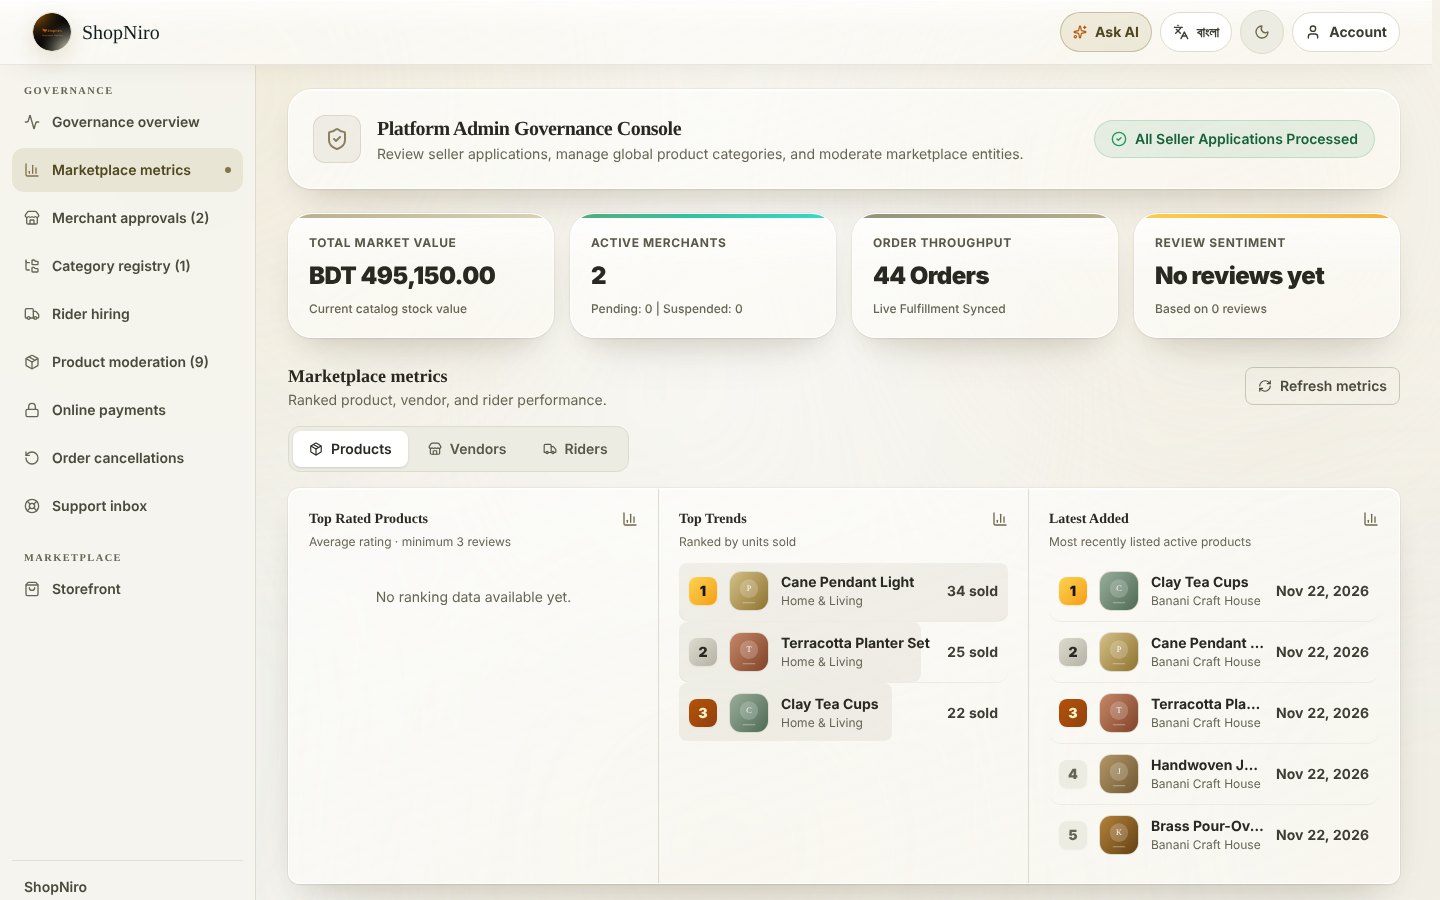 ShopNiro
Ask AI
বাংলা
Account
GOVERNANCE
Governance overview
Marketplace metrics
Merchant approvals (2)
Category registry (1)
Rider hiring
Product moderation (9)
Online payments
Order cancellations
Support inbox
MARKETPLACE
Storefront
ShopNiro
Platform Admin Governance Console
Review seller applications, manage global product categories, and moderate marketplace entities.
All Seller Applications Processed
TOTAL MARKET VALUE
BDT 495,150.00
Current catalog stock value
ACTIVE MERCHANTS
2
Pending: 0 | Suspended: 0
ORDER THROUGHPUT
44 Orders
Live Fulfillment Synced
REVIEW SENTIMENT
No reviews yet
Based on 0 reviews
Marketplace metrics
Ranked product, vendor, and rider performance.
Refresh metrics
Products
Vendors
Riders
Top Rated Products
Average rating · minimum 3 reviews
No ranking data available yet.
Top Trends
Ranked by units sold
1 P Cane Pendant Light 34 sold
Home & Living
2 T Terracotta Planter Set 25 sold
Home & Living
3 C Clay Tea Cups 22 sold
Home & Living
Latest Added
Most recently listed active products
1 C Clay Tea Cups Nov 22, 2026
Banani Craft House
2 P Cane Pendant ... Nov 22, 2026
Banani Craft House
3 T Terracotta Pla... Nov 22, 2026
Banani Craft House
4 J Handwoven J... Nov 22, 2026
Banani Craft House
5 K Brass Pour-Ov... Nov 22, 2026
Banani Craft House